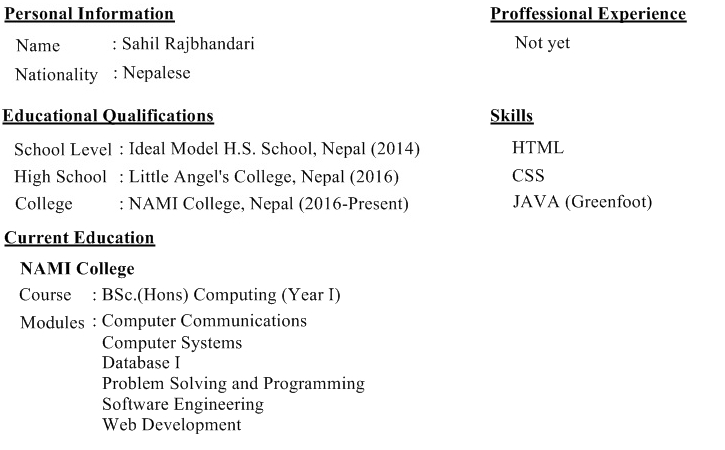 Personal Information
Name : Sahil Rajbhandari
Nationality : Nepalese
Educational Qualifications
School Level : Ideal Model H.S. School, Nepal (2014)
High School : Little Angel's College, Nepal (2016)
College : NAMI College, Nepal (2016-Present)
Current Education
NAMI College
Course : BSc.(Hons) Computing (Year I)
Modules : Computer Communications
Computer Systems
Database I
Problem Solving and Programming
Software Engineering
Web Development
Proffessional Experience
Not yet
Skills
HTML
CSS
JAVA (Greenfoot)